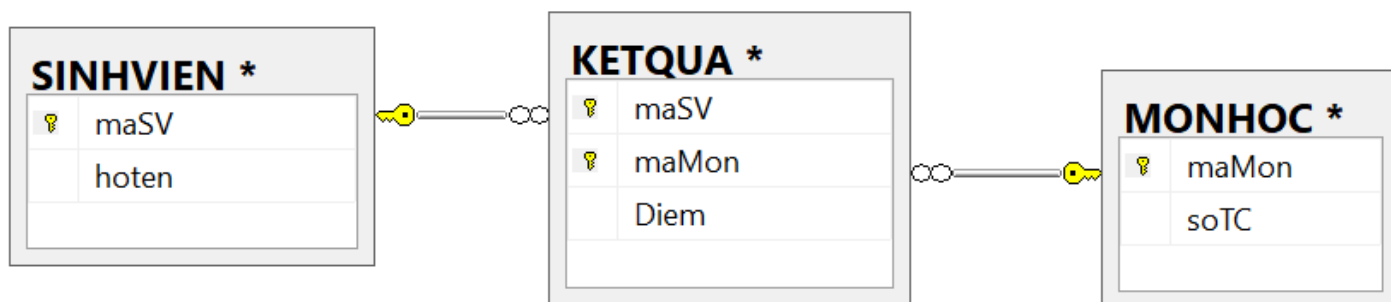 SINHVIEN *
maSV
hoten
KETQUA *
maSV
maMon
Diem
MONHOC *
maMon
soTC